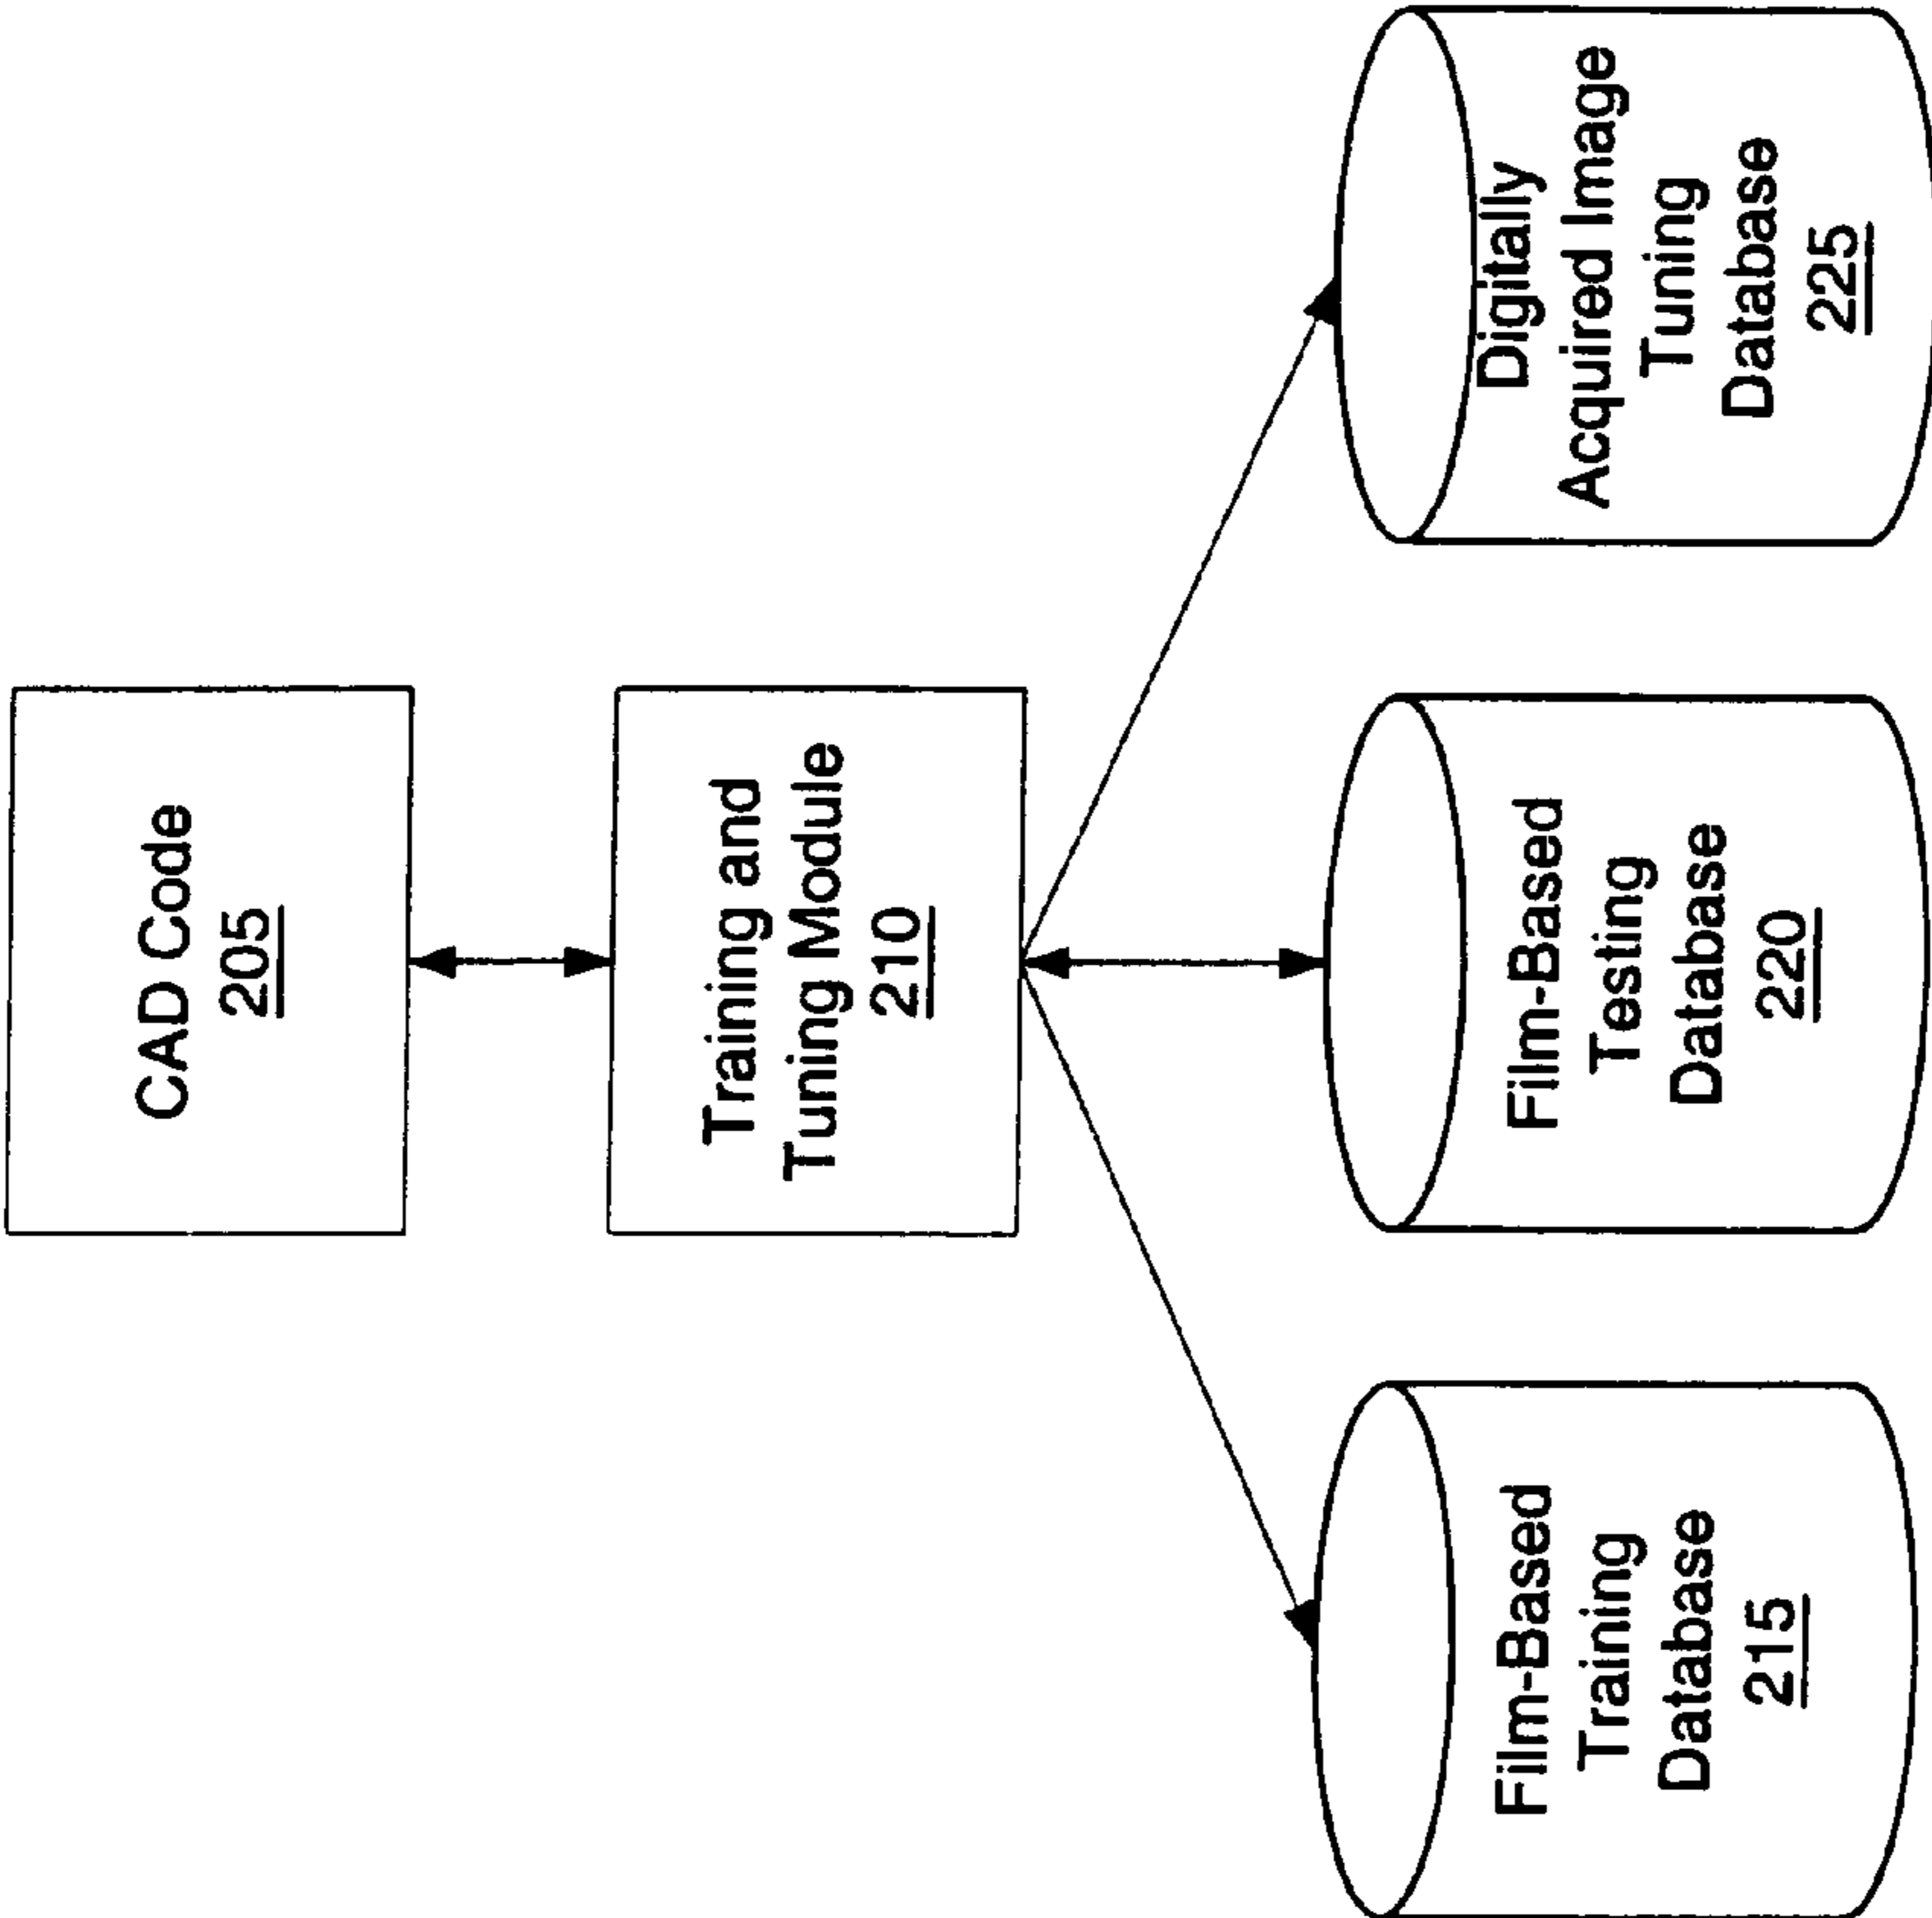 CAD Code
205
Training and
Tuning Module
210
Film-Based
Training
Database
215
Film-Based
Testing
Database
220
Digitally
Acquired Image
Tuning
Database
225